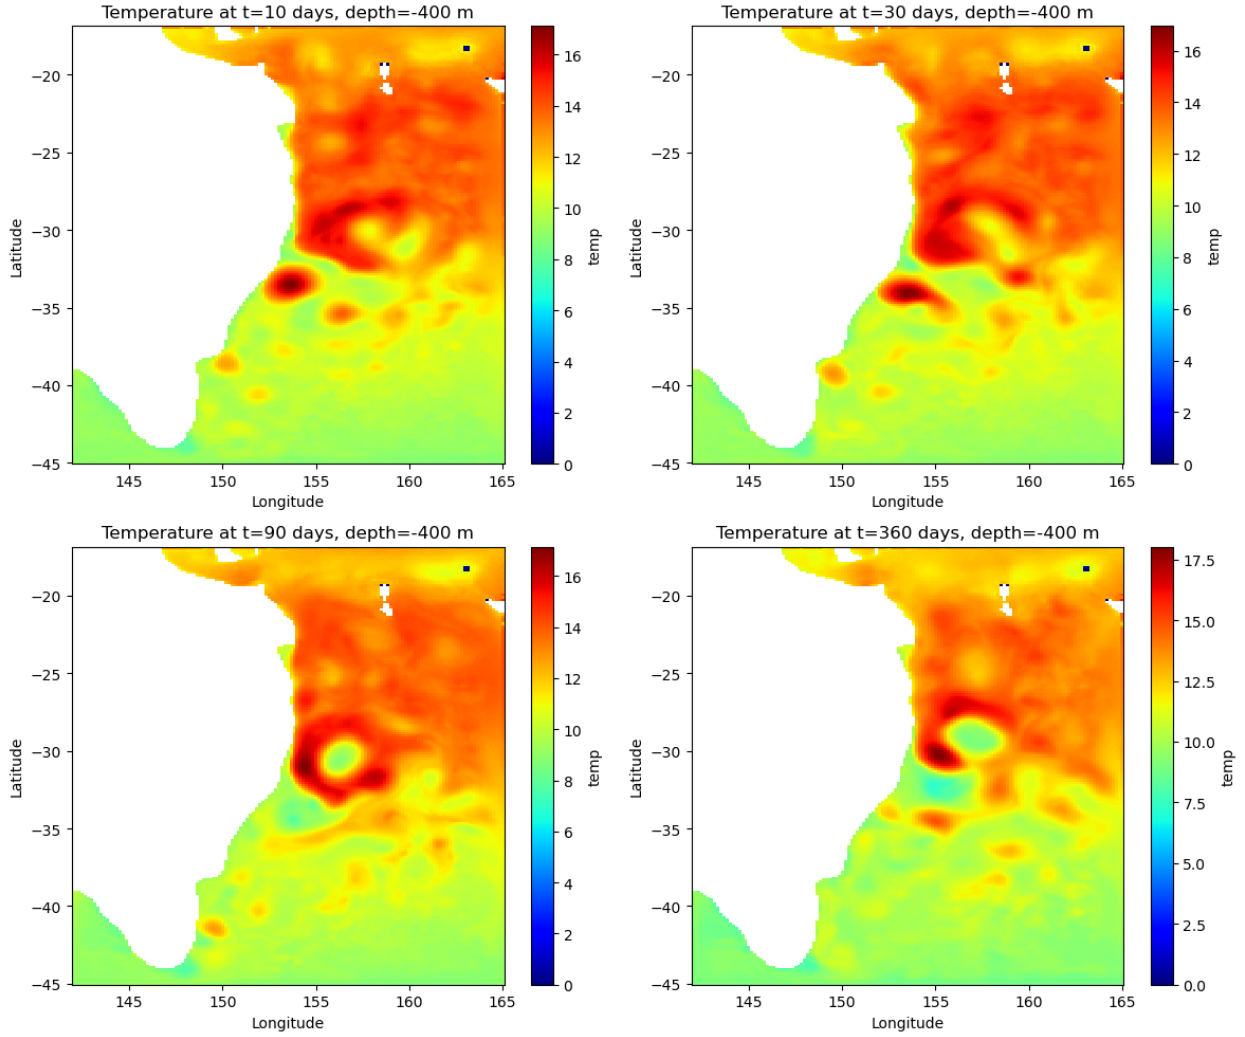 Temperature at t=10 days, depth=-400 m
−20
−25
−30
−35
−40
−45
Latitude
145 150 155 160 165
Longitude
16
14
12
10
8
6
4
2
0
temp
Temperature at t=30 days, depth=-400 m
−20
−25
−30
−35
−40
−45
Latitude
145 150 155 160 165
Longitude
16
14
12
10
8
6
4
2
0
temp
Temperature at t=90 days, depth=-400 m
−20
−25
−30
−35
−40
−45
Latitude
145 150 155 160 165
Longitude
16
14
12
10
8
6
4
2
0
temp
Temperature at t=360 days, depth=-400 m
−20
−25
−30
−35
−40
−45
Latitude
145 150 155 160 165
Longitude
17.5
15.0
12.5
10.0
7.5
5.0
2.5
0.0
temp